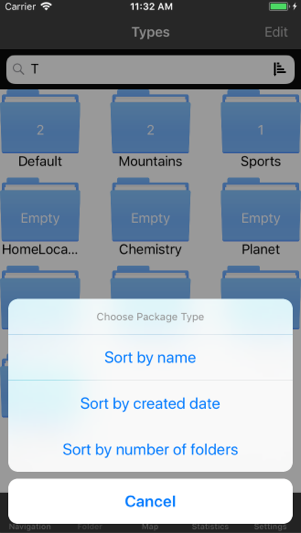 Carrier 11:32 AM
Types Edit
T
2 2 1
Default Mountains Sports
Empty Empty Empty
HomeLoca... Chemistry Planet
Choose Package Type
Sort by name
Sort by created date
Sort by number of folders
Cancel
Navigation Folder Map Statistics Settings